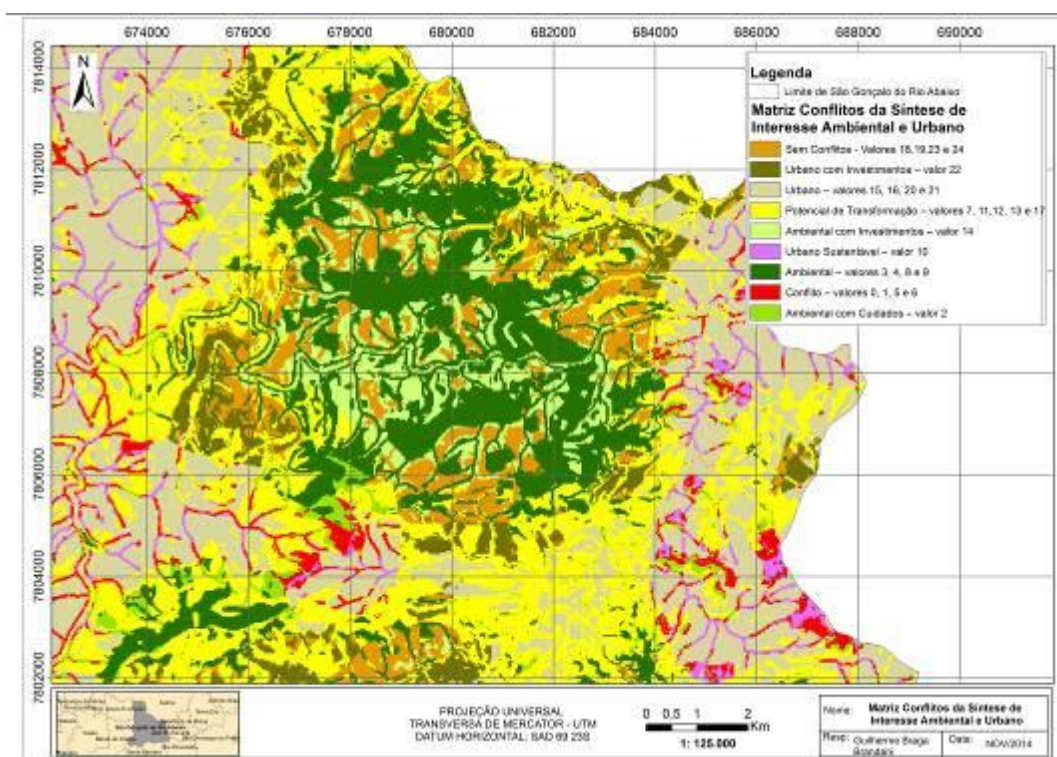 674000 676000 678000 680000 682000 684000 686000 688000 690000
7814000
7812000
7810000
7808000
7806000
7804000
7802000
N
Legenda
Limite de São Gonçalo do Rio Abaixo
Matriz Conflitos da Síntese de
Interesse Ambiental e Urbano
Sem Conflitos - Valores 18,19,23 e 24
Urbano com Investimentos – valor 22
Urbano – valores 15, 16, 20 e 21
Potencial de Transformação – valores 7, 11,12, 13 e 17
Ambiental com Investimentos – valor 14
Urbano Sustentável – valor 10
Ambiental – valores 3, 4, 8 e 9
Conflito – valores 0, 1, 5 e 6
Ambiental com Cuidados – valor 2
PROJEÇÃO UNIVERSAL
TRANSVERSA DE MERCATOR - UTM
DATUM HORIZONTAL: SAD 69 23S
0 0,5 1 2
Km
1: 125.000
Nome: Matriz Conflitos da Síntese de
Interesse Ambiental e Urbano
Resp: Guilherme Braga
Brandani
Data: NOV/2014